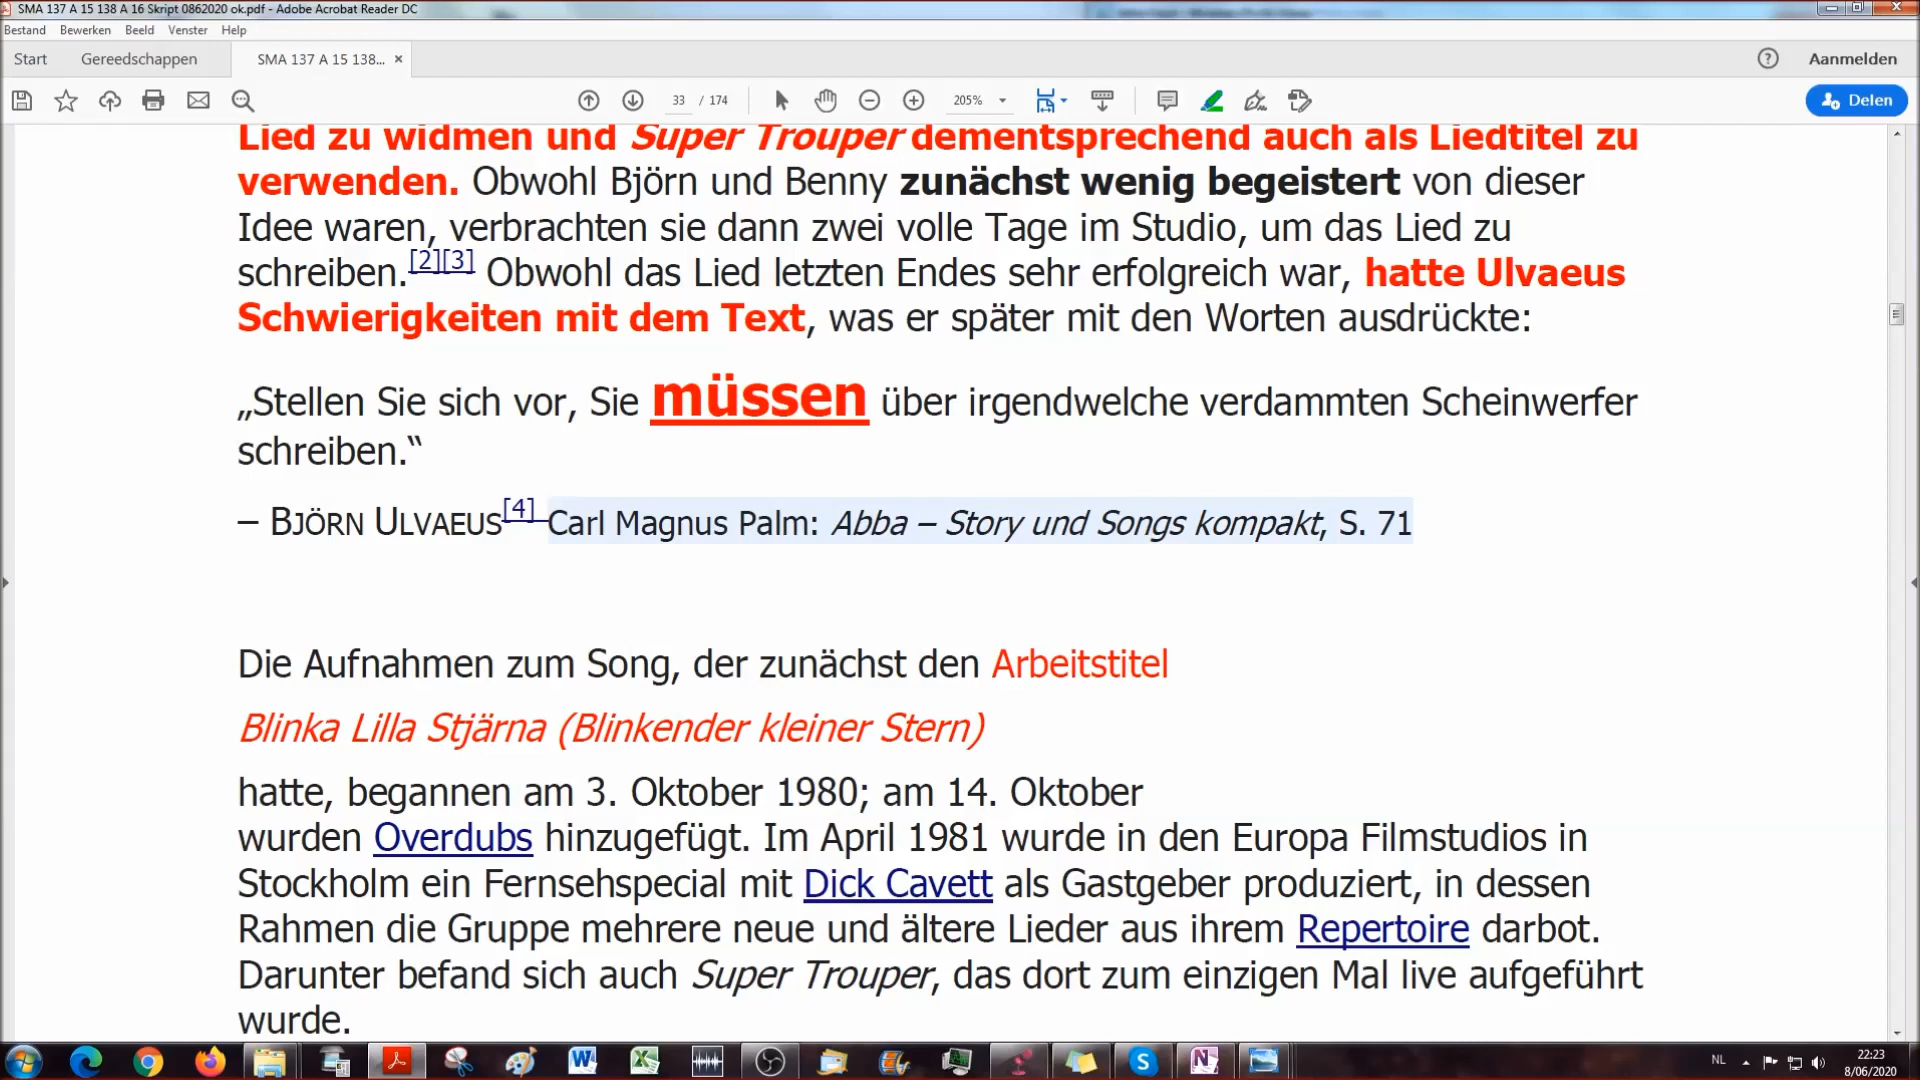 SMA 137 A 15 138 A 16 Skript 0862020 ok.pdf - Adobe Acrobat Reader DC
Bestand Bewerken Beeld Venster Help
Start Gereedschappen SMA 137 A 15 138... × Aanmelden
33 / 174 205% Delen
Lied zu widmen und Super Trouper dementsprechend auch als Liedtitel zu
verwenden. Obwohl Björn und Benny zunächst wenig begeistert von dieser
Idee waren, verbrachten sie dann zwei volle Tage im Studio, um das Lied zu
schreiben.[2][3] Obwohl das Lied letzten Endes sehr erfolgreich war, hatte Ulvaeus
Schwierigkeiten mit dem Text, was er später mit den Worten ausdrückte:
„Stellen Sie sich vor, Sie müssen über irgendwelche verdammten Scheinwerfer
schreiben.“
– BJÖRN ULVAEUS[4] Carl Magnus Palm: Abba – Story und Songs kompakt, S. 71
Die Aufnahmen zum Song, der zunächst den Arbeitstitel
Blinka Lilla Stjärna (Blinkender kleiner Stern)
hatte, begannen am 3. Oktober 1980; am 14. Oktober
wurden Overdubs hinzugefügt. Im April 1981 wurde in den Europa Filmstudios in
Stockholm ein Fernsehspecial mit Dick Cavett als Gastgeber produziert, in dessen
Rahmen die Gruppe mehrere neue und ältere Lieder aus ihrem Repertoire darbot.
Darunter befand sich auch Super Trouper, das dort zum einzigen Mal live aufgeführt
wurde.
NL 22:23
8/06/2020